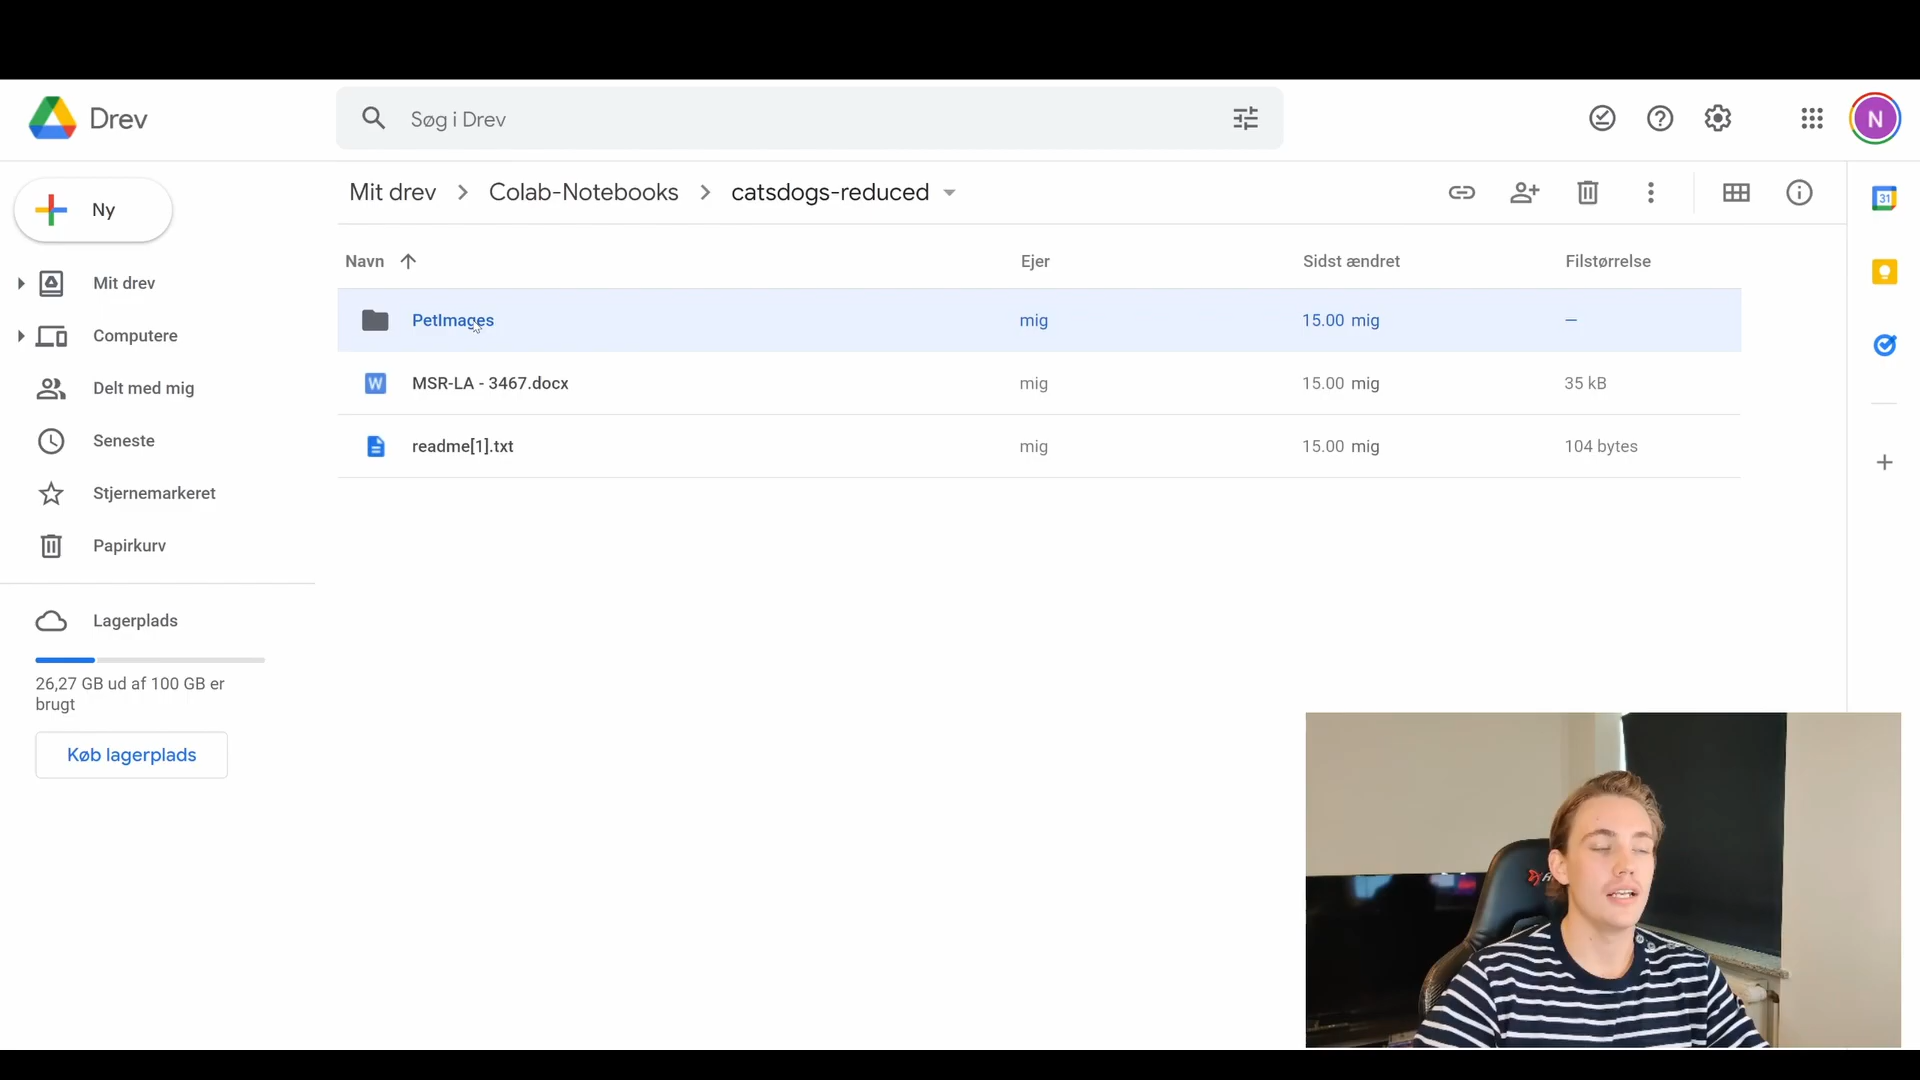 Drev
Søg i Drev
N
Ny
Mit drev
Colab-Notebooks
catsdogs-reduced
31
Navn
Ejer
Sidst ændret
Filstørrelse
Mit drev
Computere
Delt med mig
Seneste
Stjernemarkeret
Papirkurv
PetImages
mig
15.00 mig
–
W
MSR-LA - 3467.docx
mig
15.00 mig
35 kB
readme[1].txt
mig
15.00 mig
104 bytes
Lagerplads
26,27 GB ud af 100 GB er
brugt
Køb lagerplads